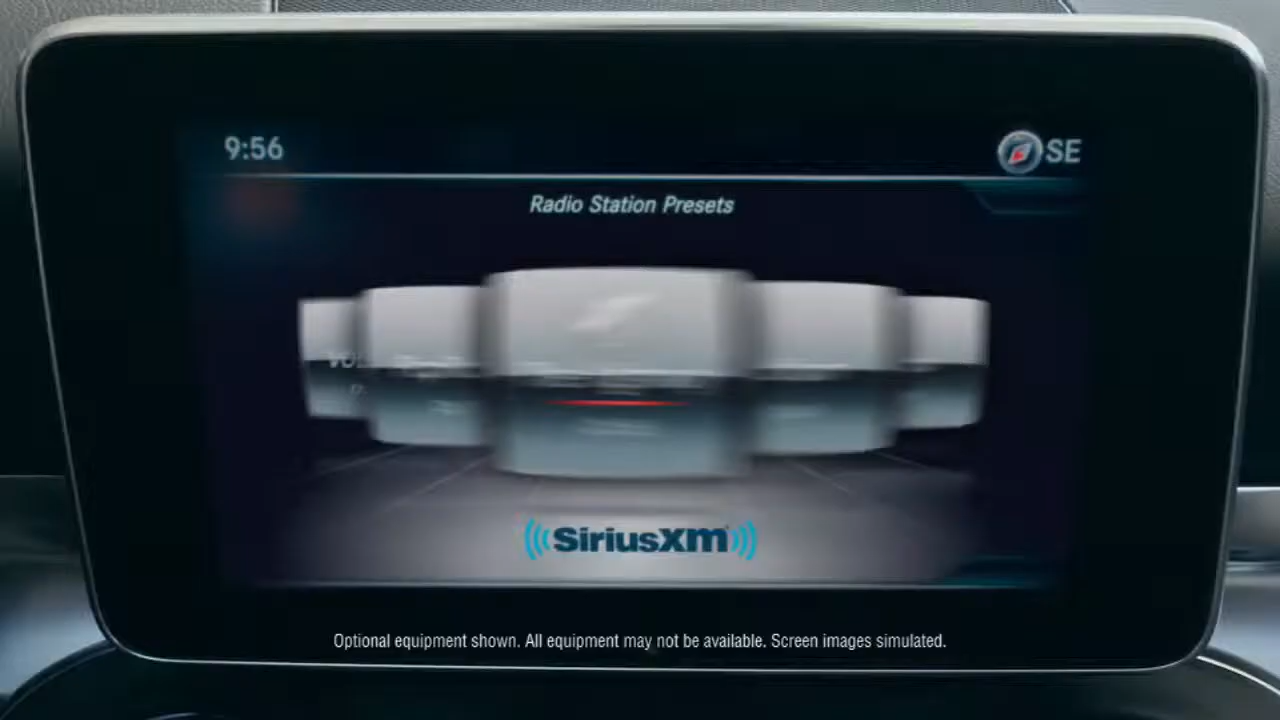 9:56
SE
Radio Station Presets
SiriusXM
Optional equipment shown. All equipment may not be available. Screen images simulated.